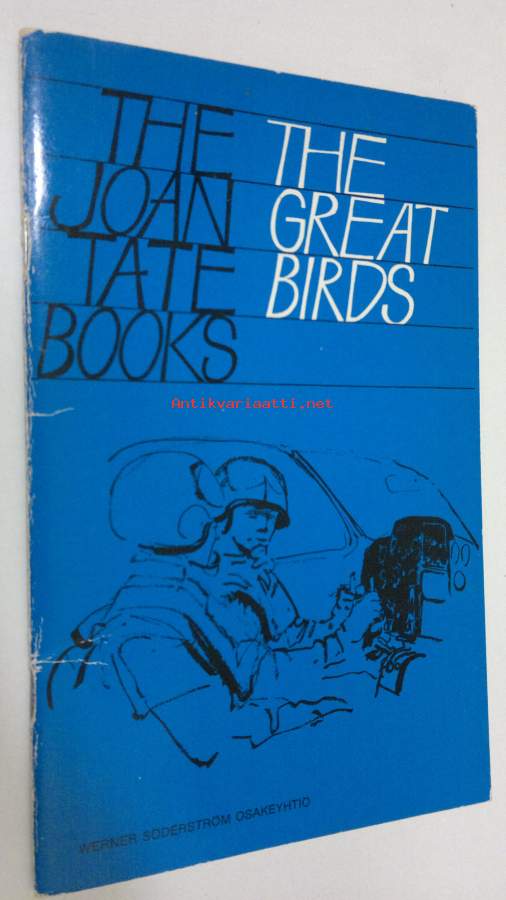 THE
JOAN
TATE
BOOKS
THE
GREAT
BIRDS
Antikvariaatti.net
WERNER SÖDERSTRÖM OSAKEYHTIÖ